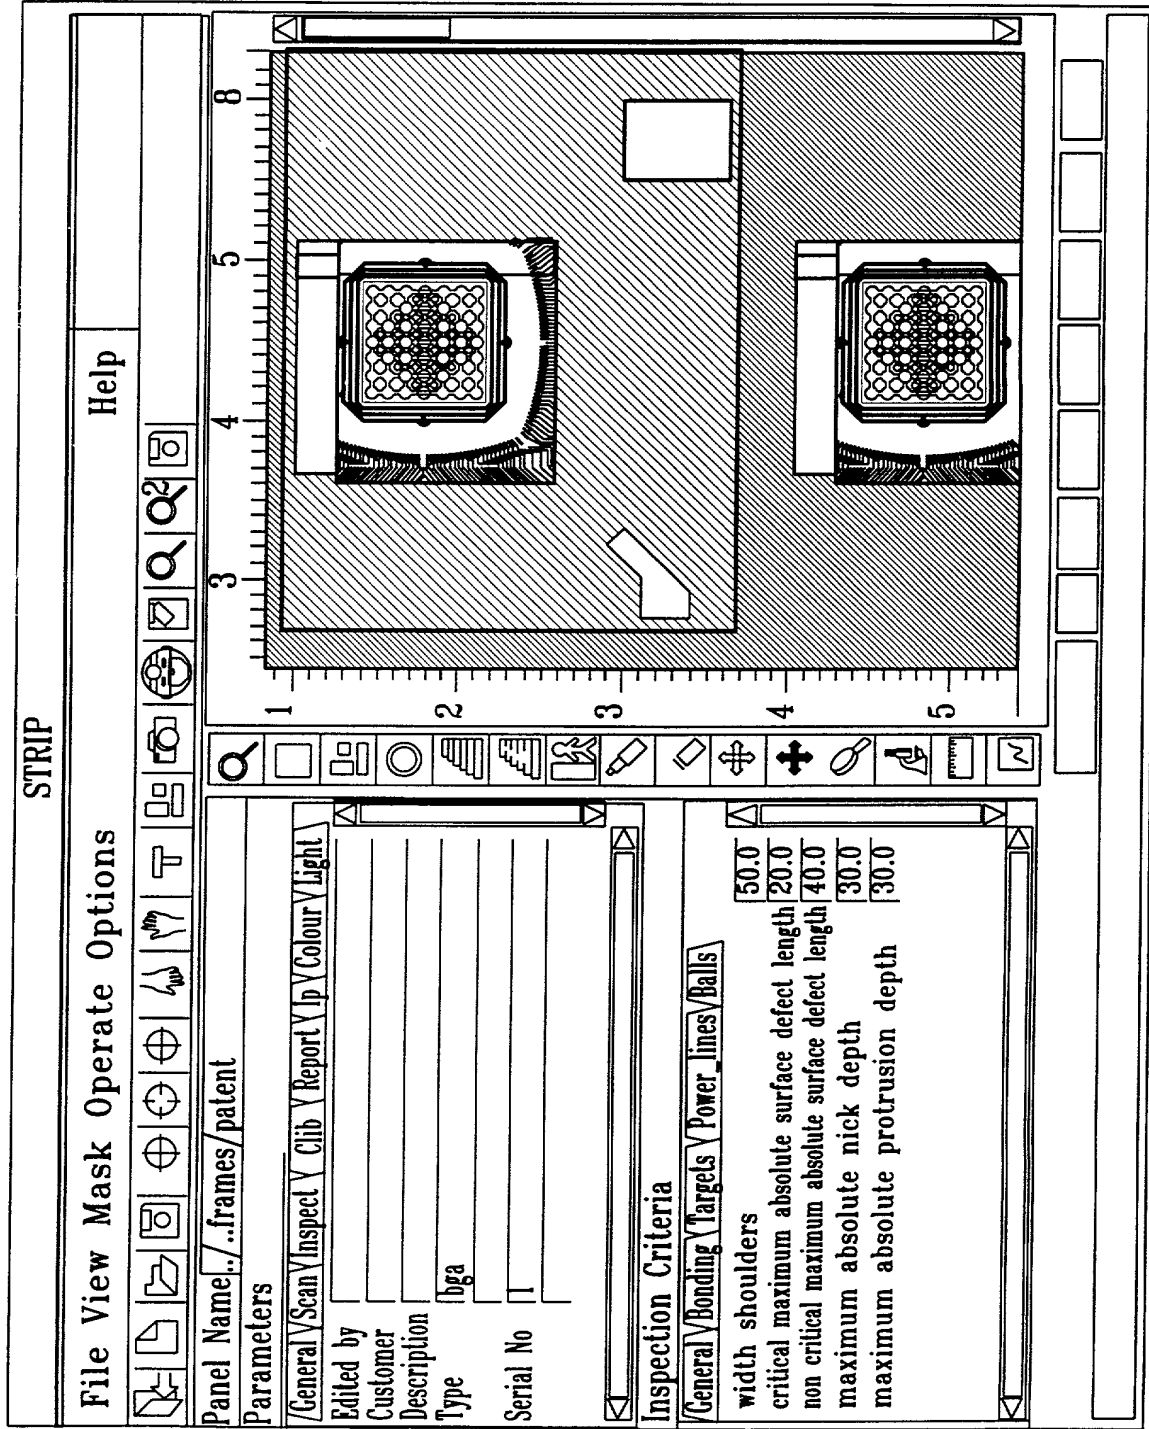 STRIP
File View Mask Operate Options Help
2
Panel Name ../..frames/patent
Parameters
General Scan Inspect Clib Report Ip Colour Light
Edited by
Customer
Description
Type bga
Serial No 1
Inspection Criteria
General Bonding Targets Power_lines Balls
width shoulders 50.0
critical maximum absolute surface defect length 20.0
non critical maximum absolute surface defect length 40.0
maximum absolute nick depth 30.0
maximum absolute protrusion depth 30.0
3 4 5 8
1
2
3
4
5